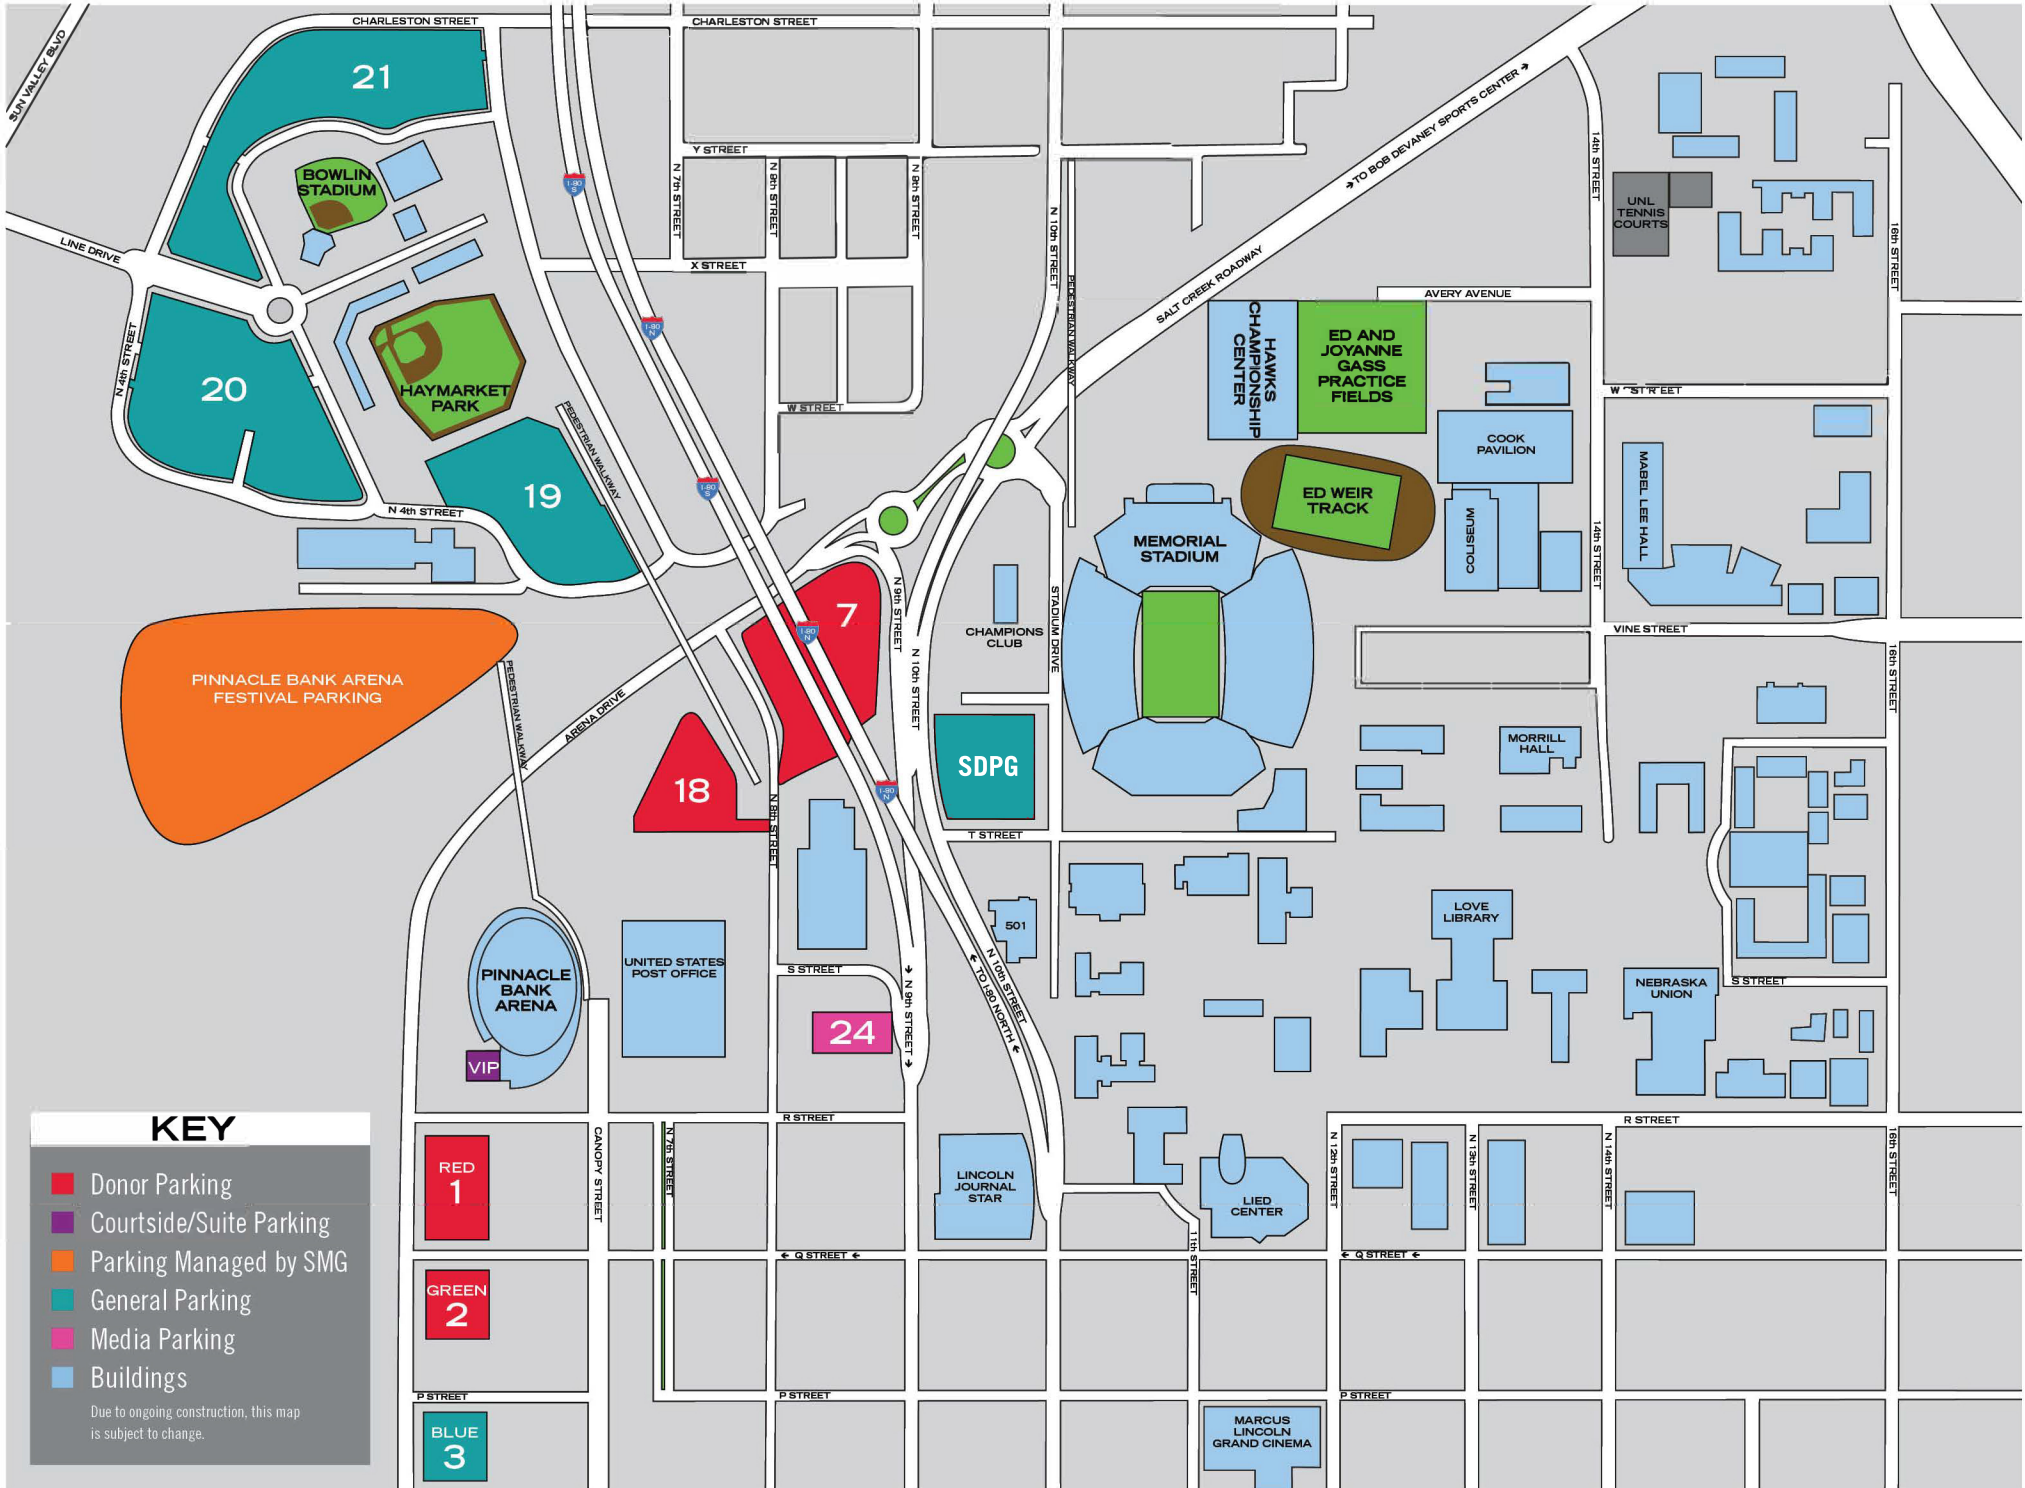 CHARLESTON STREET
CHARLESTON STREET
SUN VALLEY BLVD
21
→TO BOB DEVANEY SPORTS CENTER→
14th STREET
Y STREET
N 7th STREET
N 8th STREET
N 9th STREET
BOWLIN
STADIUM
I-80
S
UNL
TENNIS
COURTS
N 10th STREET
16th STREET
LINE DRIVE
X STREET
PEDESTRIAN WALKWAY
SALT CREEK ROADWAY
AVERY AVENUE
N 4th STREET
20
HAYMARKET
PARK
I-80
N
HAWKS
CHAMPIONSHIP
CENTER
ED AND
JOYANNE
GASS
PRACTICE
FIELDS
W STREET
W STREET
PEDESTRIAN WALKWAY
COOK
PAVILION
MABEL LEE HALL
19
I-80
S
ED WEIR
TRACK
N 4th STREET
COLISEUM
14th STREET
MEMORIAL
STADIUM
7
I-80
N
N 9th STREET
STADIUM DRIVE
CHAMPIONS
CLUB
VINE STREET
PINNACLE BANK ARENA
FESTIVAL PARKING
PEDESTRIAN WALKWAY
ARENA DRIVE
N 10th STREET
16th STREET
18
SDPG
MORRILL
HALL
I-80
N
N 8th STREET
T STREET
501
LOVE
LIBRARY
PINNACLE
BANK
ARENA
UNITED STATES
POST OFFICE
S STREET
→ N 9th STREET →
N 10th STREET
← TO I-80 NORTH ←
NEBRASKA
UNION
S STREET
24
VIP
R STREET
R STREET
KEY
Donor Parking
Courtside/Suite Parking
Parking Managed by SMG
General Parking
Media Parking
Buildings
Due to ongoing construction, this map
is subject to change.
RED
1
CANOPY STREET
N 7th STREET
LINCOLN
JOURNAL
STAR
LIED
CENTER
N 12th STREET
N 13th STREET
N 14th STREET
16th STREET
← Q STREET ←
11th STREET
← Q STREET ←
GREEN
2
P STREET
P STREET
P STREET
BLUE
3
MARCUS
LINCOLN
GRAND CINEMA